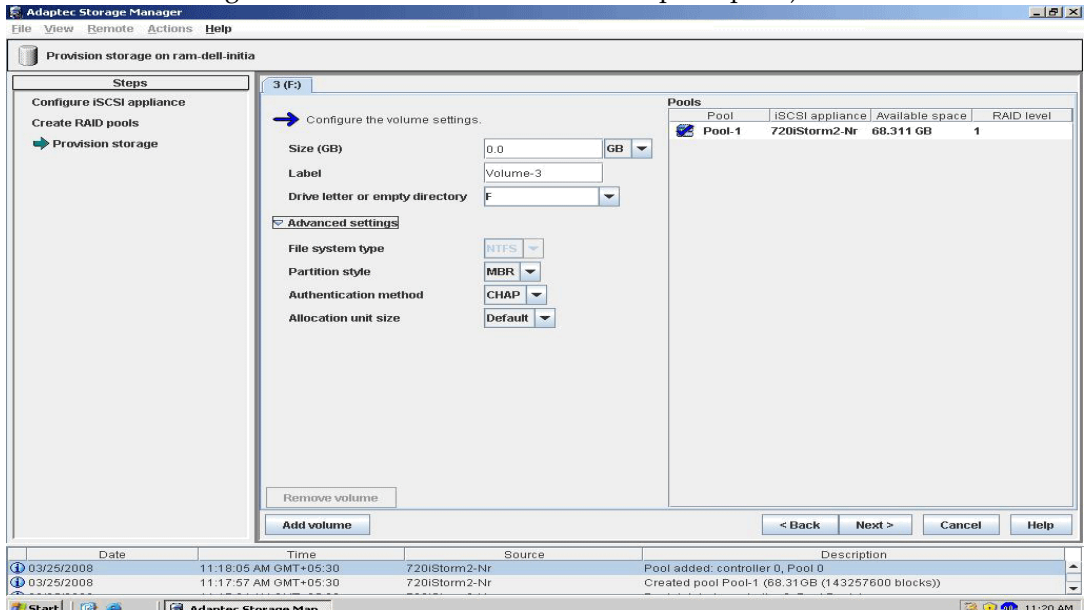 Adaptec Storage Manager
File View Remote Actions Help
Provision storage on ram-dell-initia
Steps
Configure iSCSI appliance
Create RAID pools
Provision storage
3 (F:)
Configure the volume settings.
Size (GB) 0.0 GB
Label Volume-3
Drive letter or empty directory F
Advanced settings
File system type NTFS
Partition style MBR
Authentication method CHAP
Allocation unit size Default
Remove volume
Add volume
Pools
Pool iSCSI appliance Available space RAID level
Pool-1 720iStorm2-Nr 68.311 GB 1
< Back Next > Cancel Help
Date Time Source Description
03/25/2008 11:18:05 AM GMT+05:30 720iStorm2-Nr Pool added: controller 0, Pool 0
03/25/2008 11:17:57 AM GMT+05:30 720iStorm2-Nr Created pool Pool-1 (68.31GB (143257600 blocks))
Start Adaptec Storage Man... 11:20 AM